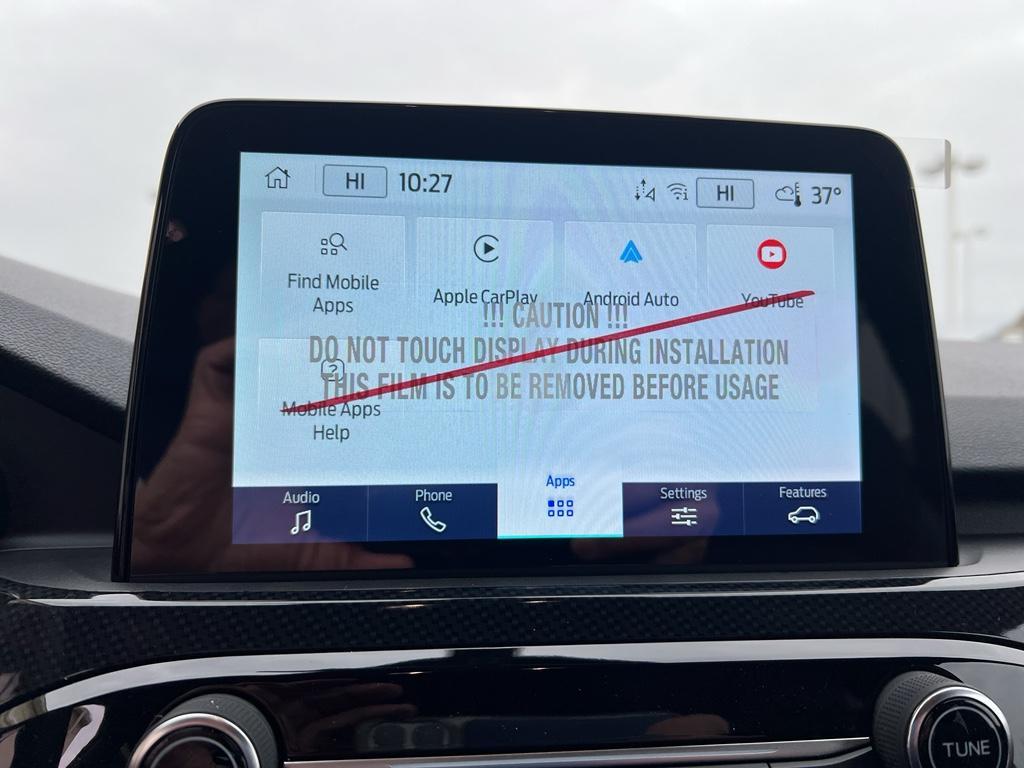 HI 10:27 HI 37°
Find Mobile
Apps
Apple CarPlay
Android Auto
YouTube
!!! CAUTION !!!
DO NOT TOUCH DISPLAY DURING INSTALLATION
THIS FILM IS TO BE REMOVED BEFORE USAGE
Mobile Apps
Help
Audio
Phone
Apps
Settings
Features
TUNE